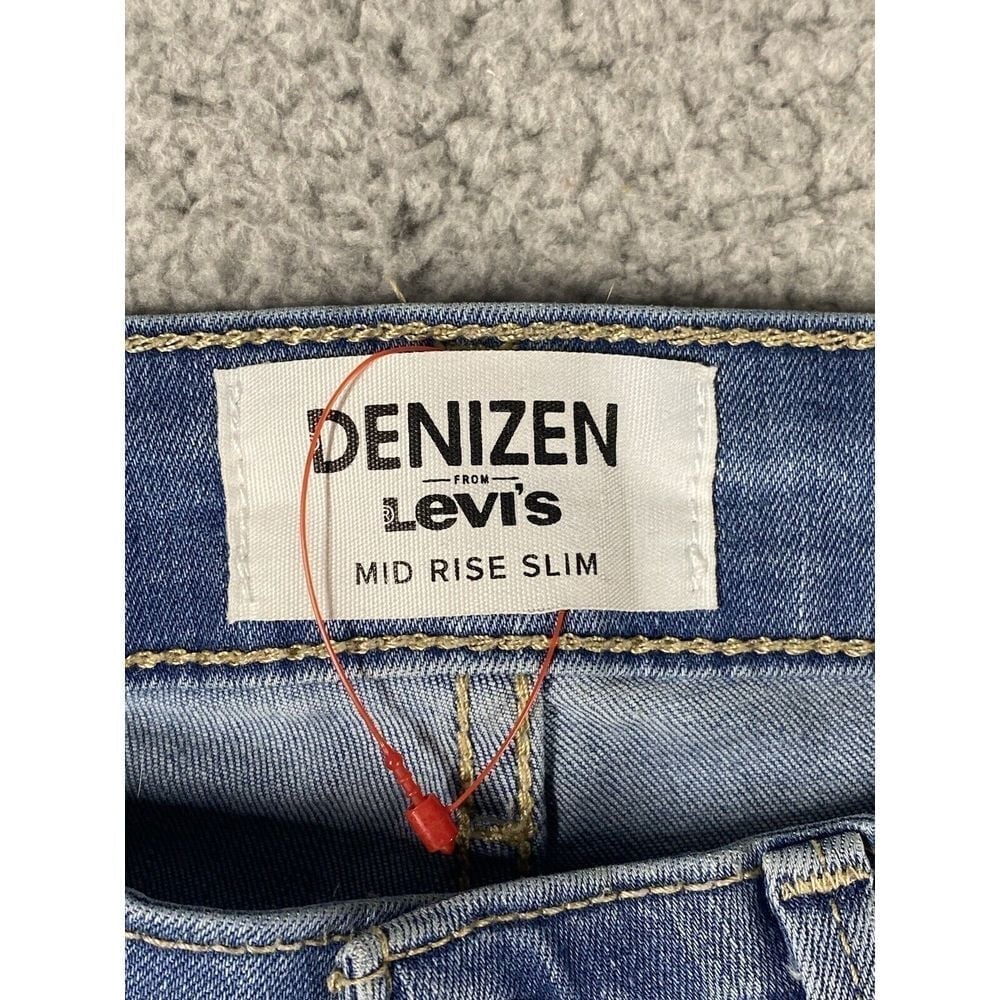 DENIZEN
FROM
Levi's
MID RISE SLIM